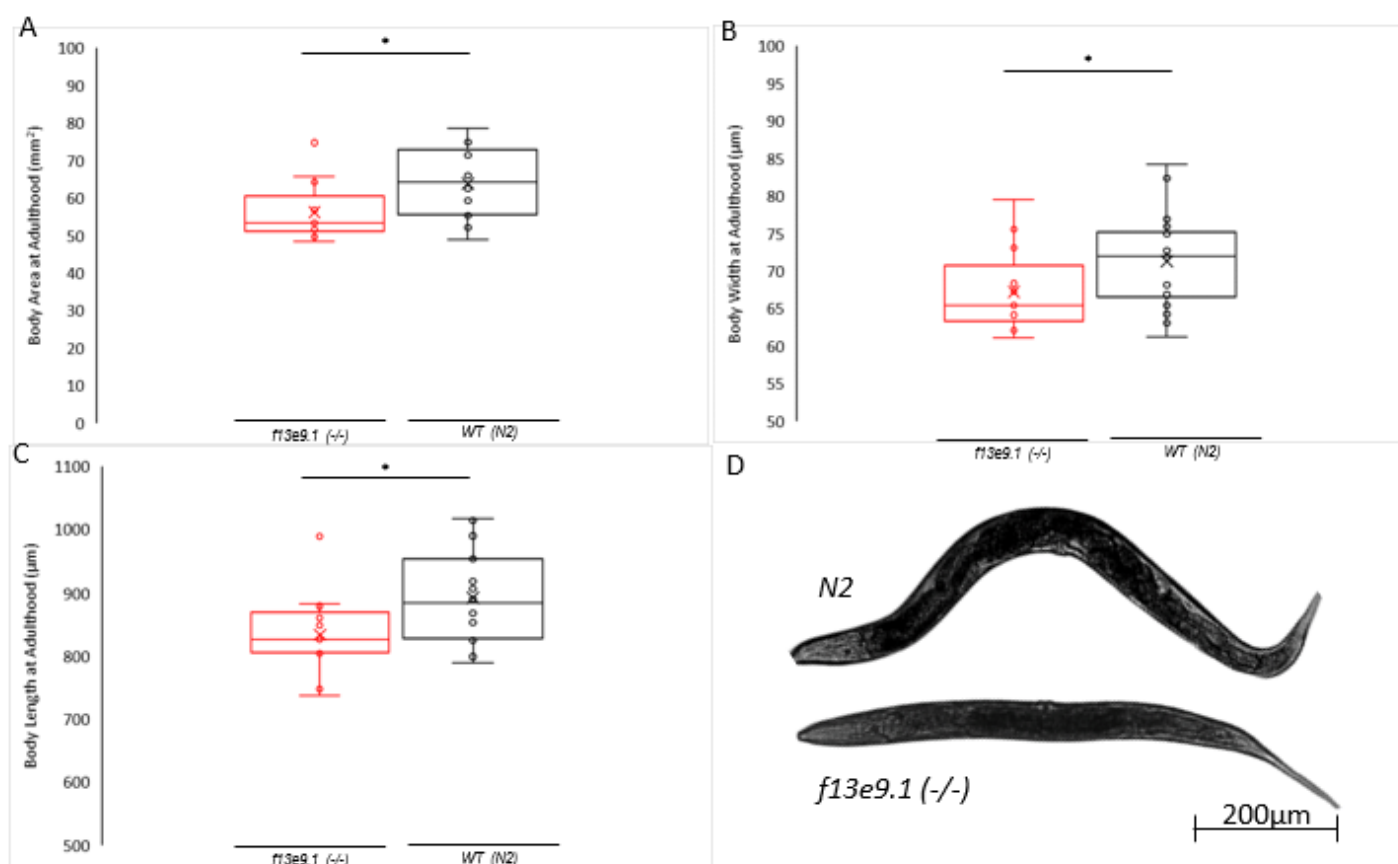 A
*
100
90
80
70
60
50
40
30
20
10
0
Body Area at Adulthood (mm²)
f13e9.1 (-/-)
WT (N2)
B
*
100
95
90
85
80
75
70
65
60
55
50
Body Width at Adulthood (µm)
f13e9.1 (-/-)
WT (N2)
C
*
1100
1000
900
800
700
600
500
Body Length at Adulthood (µm)
f13e9.1 (-/-)
WT (N2)
D
N2
f13e9.1 (-/-)
200µm